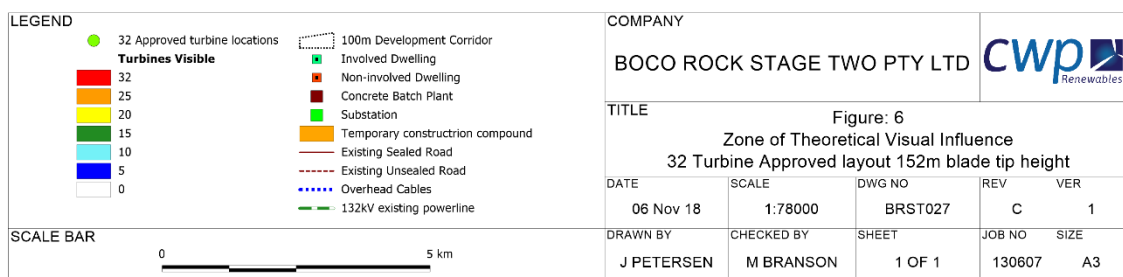 LEGEND
32 Approved turbine locations
Turbines Visible
32
25
20
15
10
5
0
100m Development Corridor
Involved Dwelling
Non-involved Dwelling
Concrete Batch Plant
Substation
Temporary constructrion compound
Existing Sealed Road
Existing Unsealed Road
Overhead Cables
132kV existing powerline
SCALE BAR
0 5 km
COMPANY
BOCO ROCK STAGE TWO PTY LTD
cwp
Renewables
TITLE
Figure: 6
Zone of Theoretical Visual Influence
32 Turbine Approved layout 152m blade tip height
DATE SCALE DWG NO REV VER
06 Nov 18 1:78000 BRST027 C 1
DRAWN BY CHECKED BY SHEET JOB NO SIZE
J PETERSEN M BRANSON 1 OF 1 130607 A3